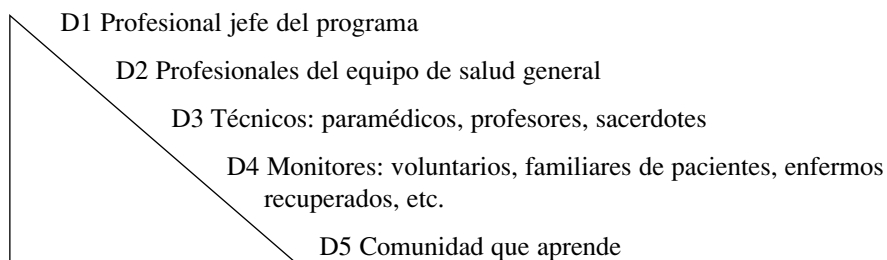 D1 Profesional jefe del programa
D2 Profesionales del equipo de salud general
D3 Técnicos: paramédicos, profesores, sacerdotes
D4 Monitores: voluntarios, familiares de pacientes, enfermos
recuperados, etc.
D5 Comunidad que aprende